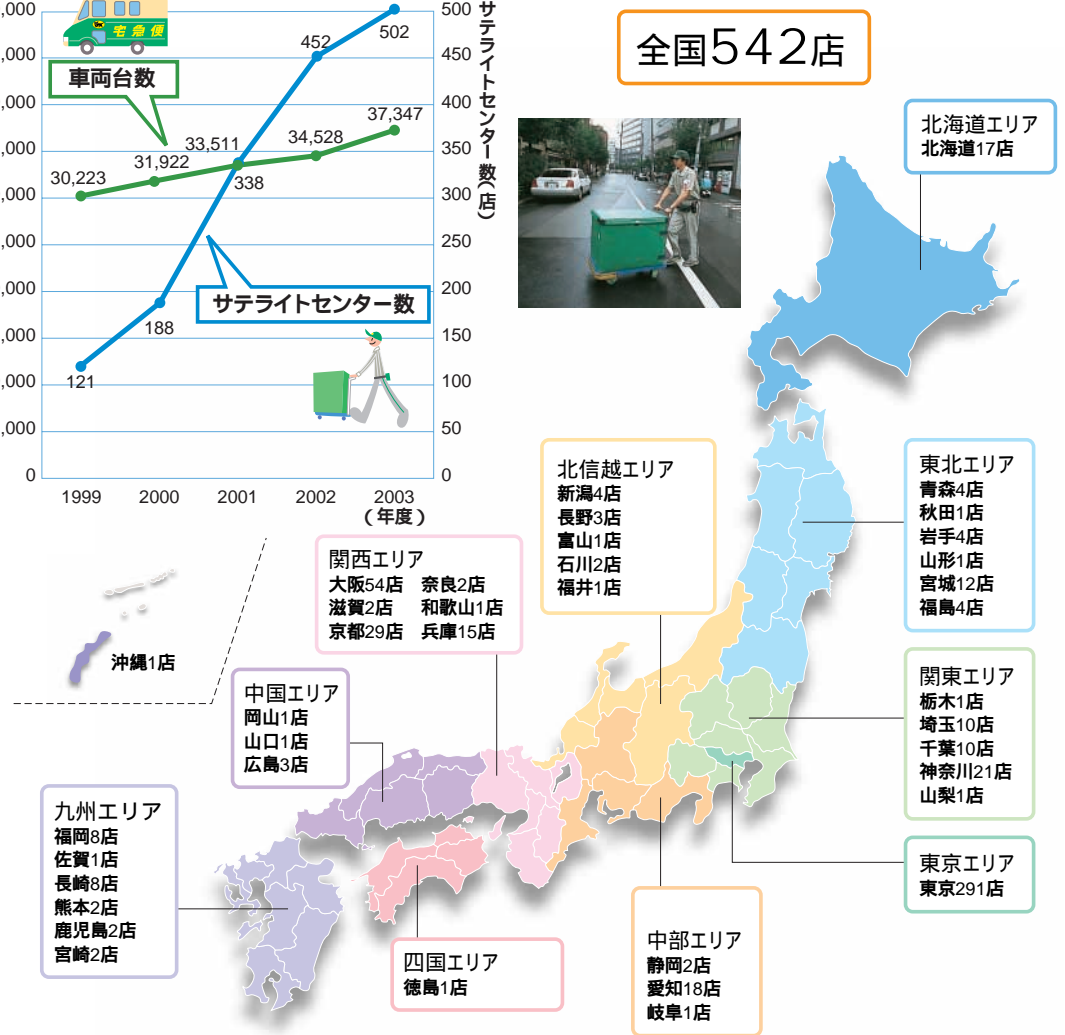 ,000
,000
,000
,000
,000
,000
,000
,000
,000
,000
0
500
450
400
350
300
250
200
150
100
50
0
サテライトセンター数(店)
宅急便
車両台数
30,223
31,922
33,511
34,528
37,347
サテライトセンター数
121
188
338
452
502
1999 2000 2001 2002 2003
(年度)
全国542店
北海道エリア
北海道17店
東北エリア
青森4店
秋田1店
岩手4店
山形1店
宮城12店
福島4店
北信越エリア
新潟4店
長野3店
富山1店
石川2店
福井1店
関東エリア
栃木1店
埼玉10店
千葉10店
神奈川21店
山梨1店
東京エリア
東京291店
中部エリア
静岡2店
愛知18店
岐阜1店
関西エリア
大阪54店 奈良2店
滋賀2店 和歌山1店
京都29店 兵庫15店
中国エリア
岡山1店
山口1店
広島3店
四国エリア
徳島1店
九州エリア
福岡8店
佐賀1店
長崎8店
熊本2店
鹿児島2店
宮崎2店
沖縄1店